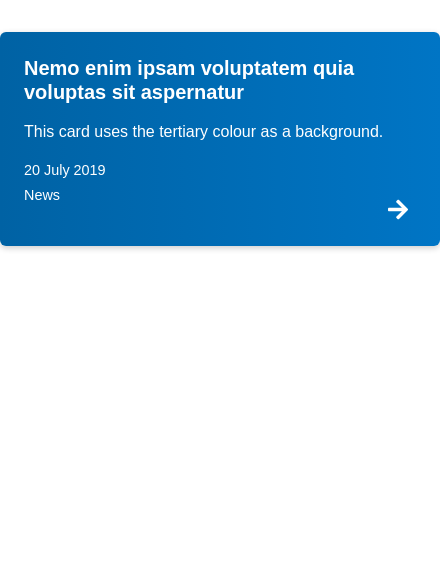 Nemo enim ipsam voluptatem quia
voluptas sit aspernatur
This card uses the tertiary colour as a background.
20 July 2019
News